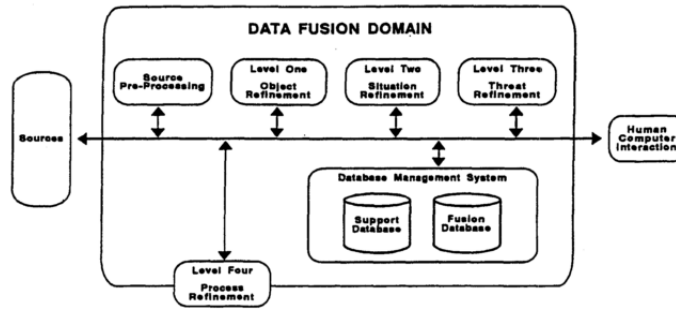 DATA FUSION DOMAIN
Source
Pre-Processing
Level One
Object
Refinement
Level Two
Situation
Refinement
Level Three
Threat
Refinement
Sources
Human
Computer
Interaction
Database Management System
Support
Database
Fusion
Database
Level Four
Process
Refinement